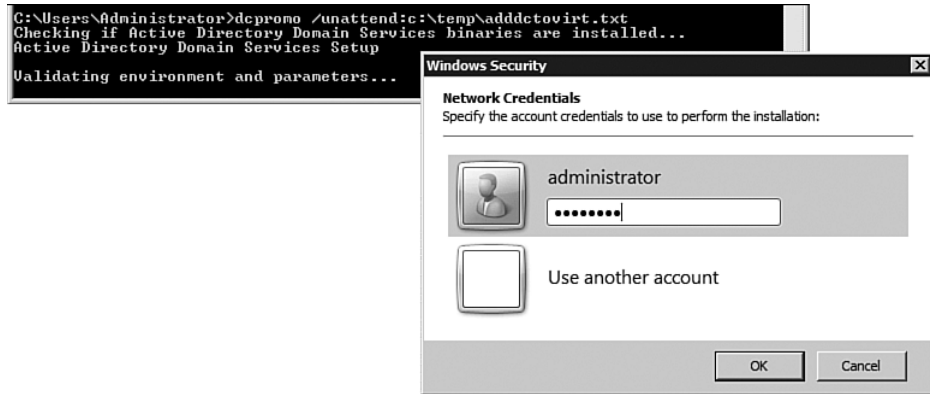 C:\Users\Administrator>dcpromo /unattend:c:\temp\adddctovirt.txt
Checking if Active Directory Domain Services binaries are installed...
Active Directory Domain Services Setup
Validating environment and parameters...
Windows Security
Network Credentials
Specify the account credentials to use to perform the installation:
administrator
●●●●●●●●
Use another account
OK
Cancel